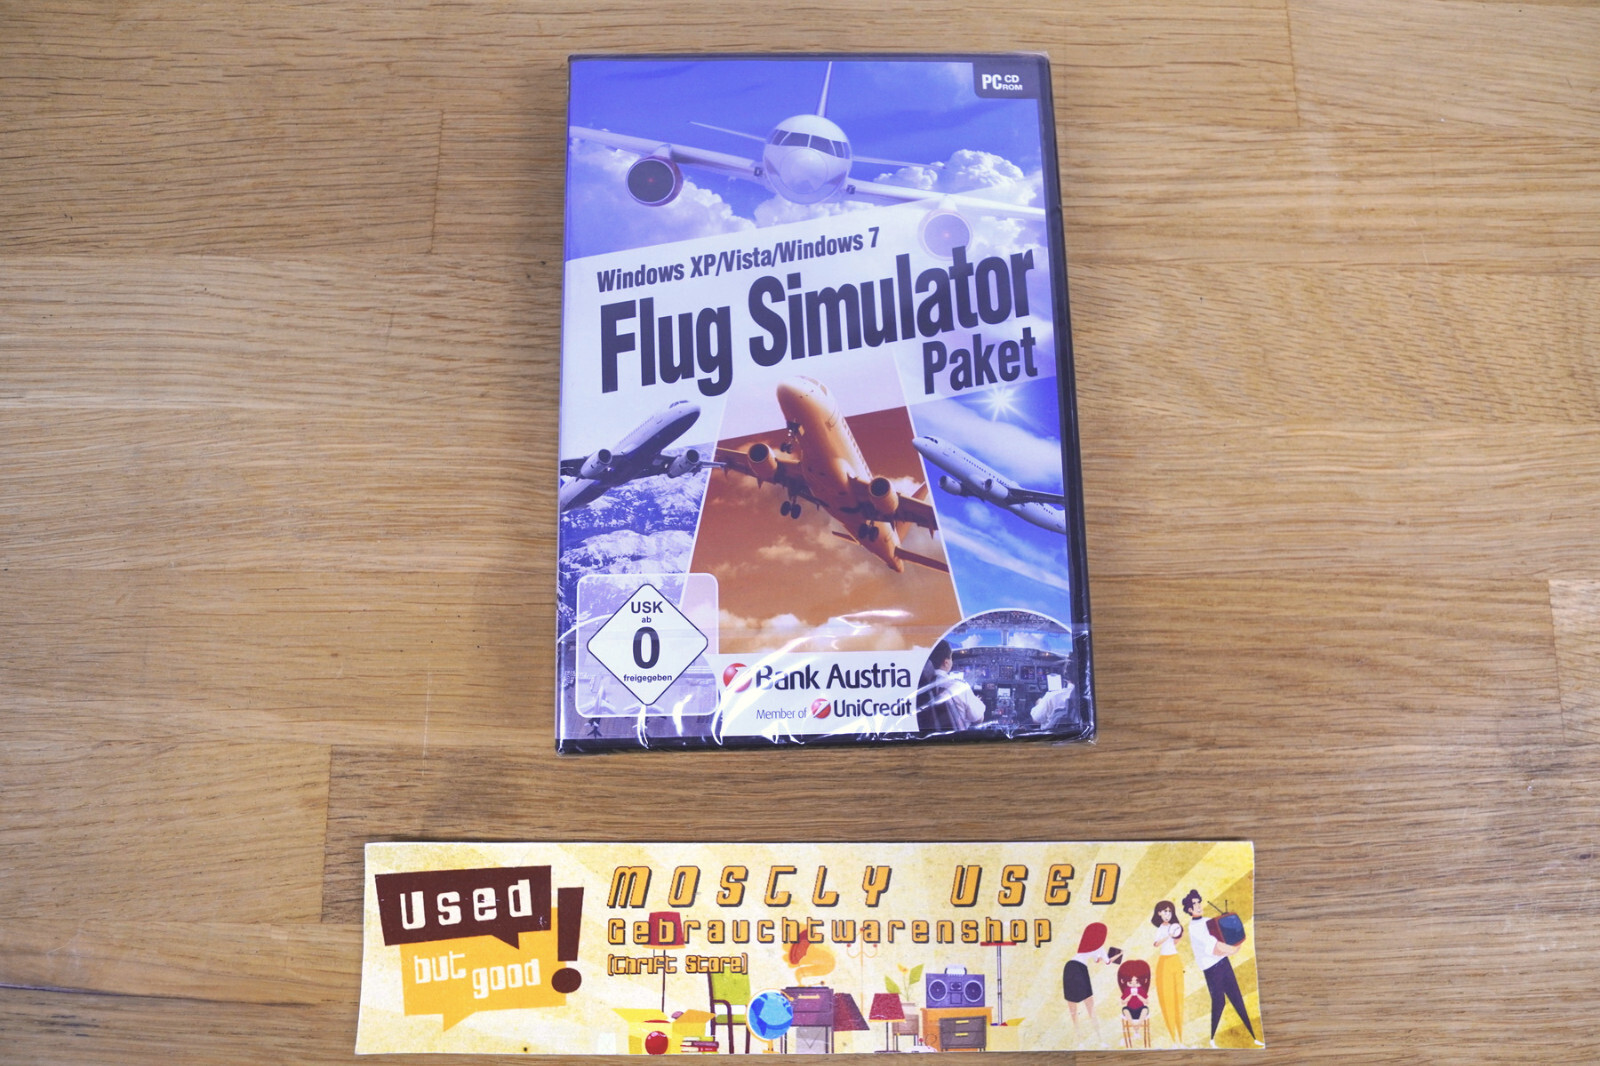 PC CD
ROM
Windows XP/Vista/Windows 7
Flug Simulator
Paket
USK
ab
0
freigegeben
Bank Austria
Member of UniCredit
Used
but
good
!
MOSTLY USED
Gebrauchtwarenshop
(Thrift Store)